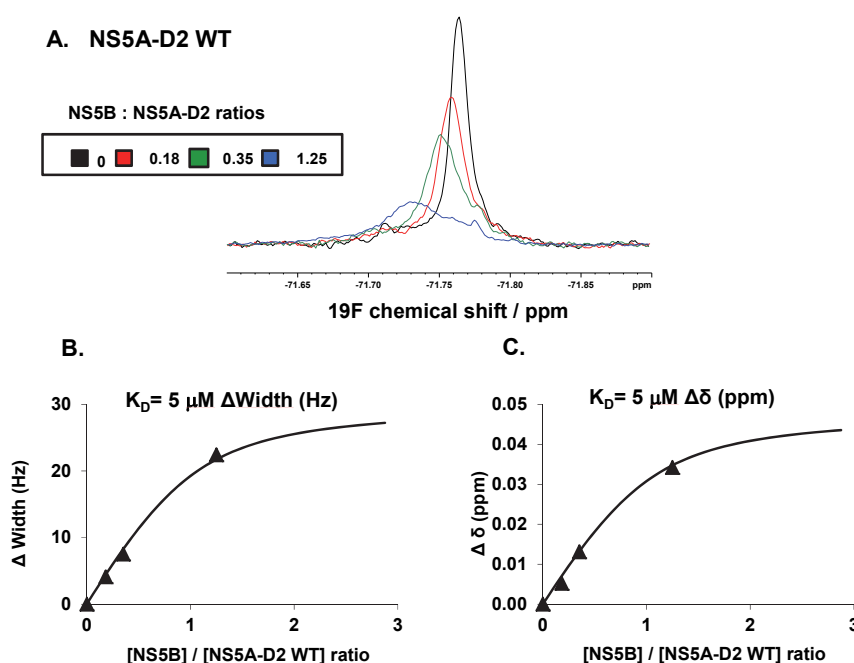 A. NS5A-D2 WT
NS5B : NS5A-D2 ratios
0 0.18 0.35 1.25
-71.65 -71.70 -71.75 -71.80 -71.85 ppm
19F chemical shift / ppm
B.
K_D= 5 μM ΔWidth (Hz)
30
20
10
0
Δ Width (Hz)
0 1 2 3
[NS5B] / [NS5A-D2 WT] ratio
C.
K_D= 5 μM Δδ (ppm)
0.05
0.04
0.03
0.02
0.01
0.00
Δ δ (ppm)
0 1 2 3
[NS5B] / [NS5A-D2 WT] ratio